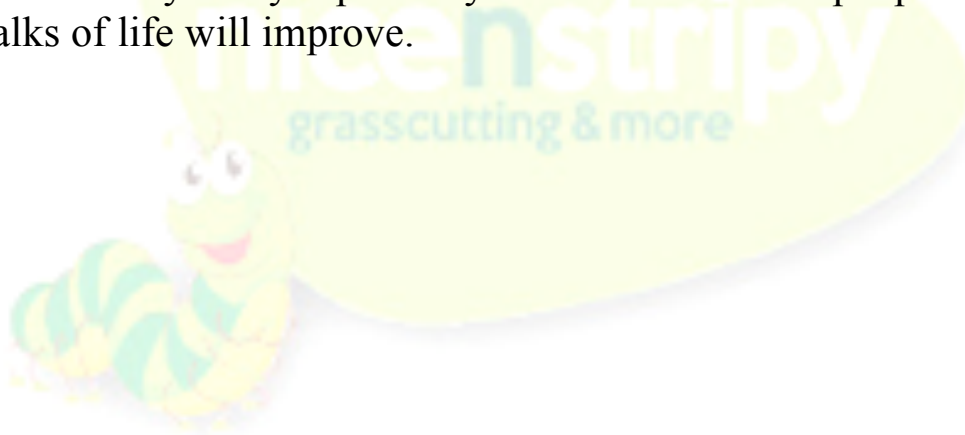 alks of life will improve.
nicenstripy
grasscutting & more